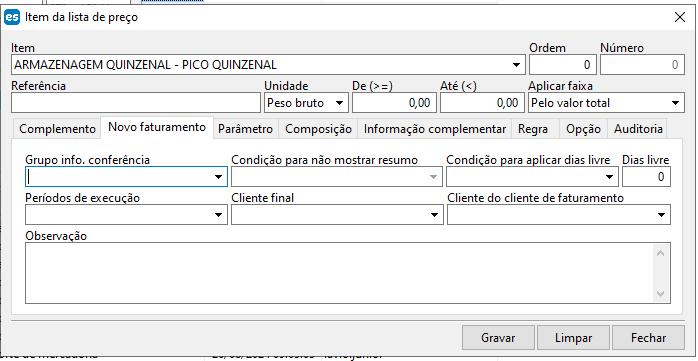 es Item da lista de preço
Item Ordem Número
ARMAZENAGEM QUINZENAL - PICO QUINZENAL 0 0
Referência Unidade De (>=) Até (<) Aplicar faixa
Peso bruto 0,00 0,00 Pelo valor total
Complemento Novo faturamento Parâmetro Composição Informação complementar Regra Opção Auditoria
Grupo info. conferência Condição para não mostrar resumo Condição para aplicar dias livre Dias livre
0
Períodos de execução Cliente final Cliente do cliente de faturamento
Observação
Gravar Limpar Fechar